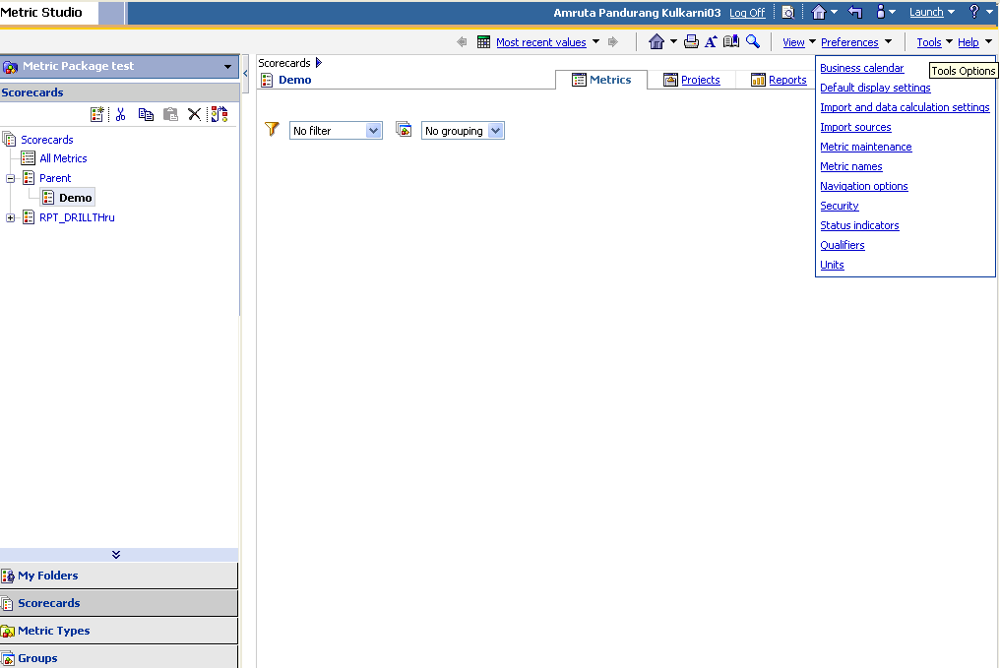 Metric Studio
Amruta Pandurang Kulkarni03 Log Off Launch ?
Most recent values View Preferences Tools Help
Metric Package test
Scorecards
Scorecards
All Metrics
Parent
Demo
RPT_DRILLTHru
My Folders
Scorecards
Metric Types
Groups
Scorecards
Demo
Metrics Projects Reports
No filter No grouping
Tools Options
Business calendar
Default display settings
Import and data calculation settings
Import sources
Metric maintenance
Metric names
Navigation options
Security
Status indicators
Qualifiers
Units